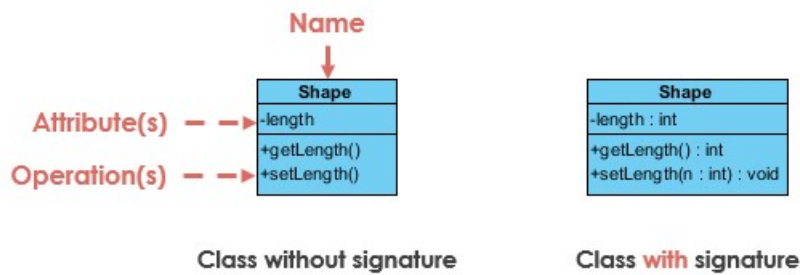 Name
Shape
Attribute(s)
-length
+getLength()
Operation(s)
+setLength()
Class without signature
Shape
-length : int
+getLength() : int
+setLength(n : int) : void
Class with signature